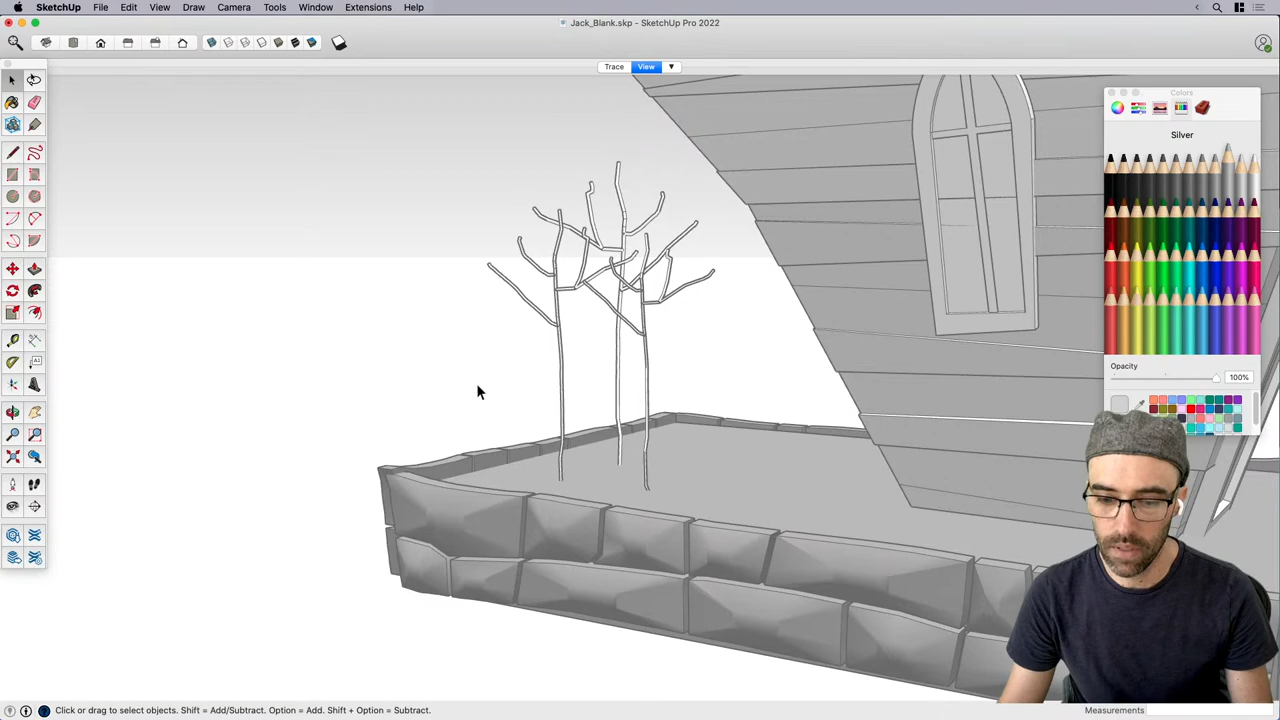 SketchUp File Edit View Draw Camera Tools Window Extensions Help
Jack_Blank.skp - SketchUp Pro 2022
Trace View
Colors
Silver
Opacity
100%
Click or drag to select objects. Shift = Add/Subtract. Option = Add. Shift + Option = Subtract.
Measurements